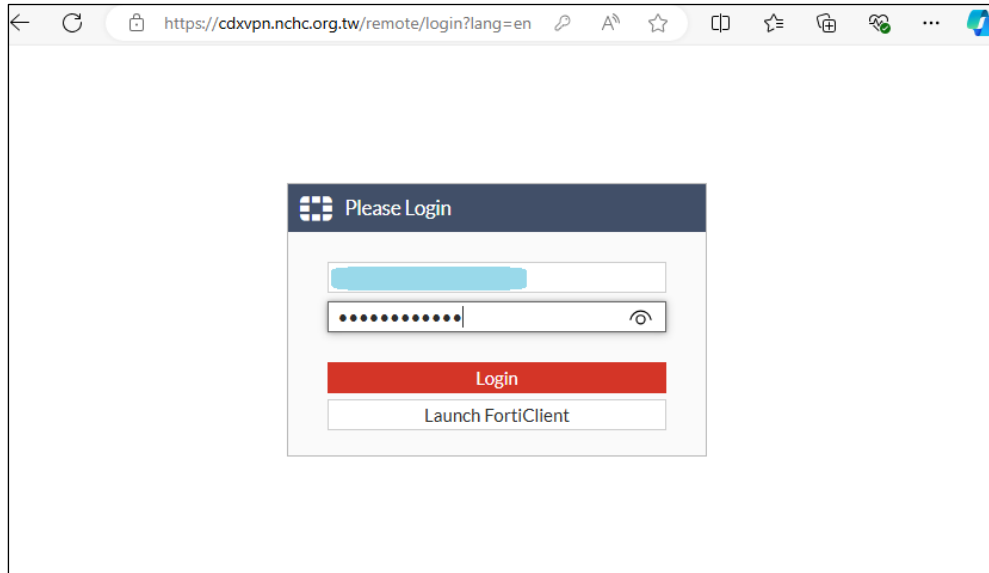 https://cdxvpn.nchc.org.tw/remote/login?lang=en
Please Login
••••••••••••
Login
Launch FortiClient